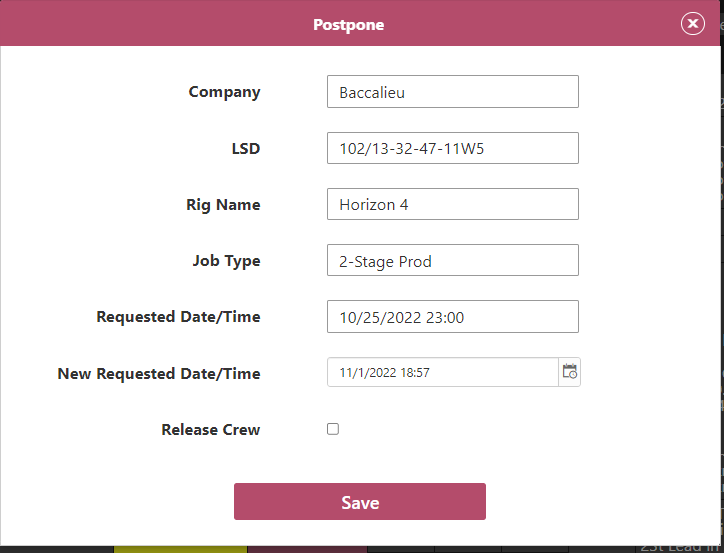 Postpone
Company
Baccalieu
LSD
102/13-32-47-11W5
Rig Name
Horizon 4
Job Type
2-Stage Prod
Requested Date/Time
10/25/2022 23:00
New Requested Date/Time
11/1/2022 18:57
Release Crew
Save
Lead In